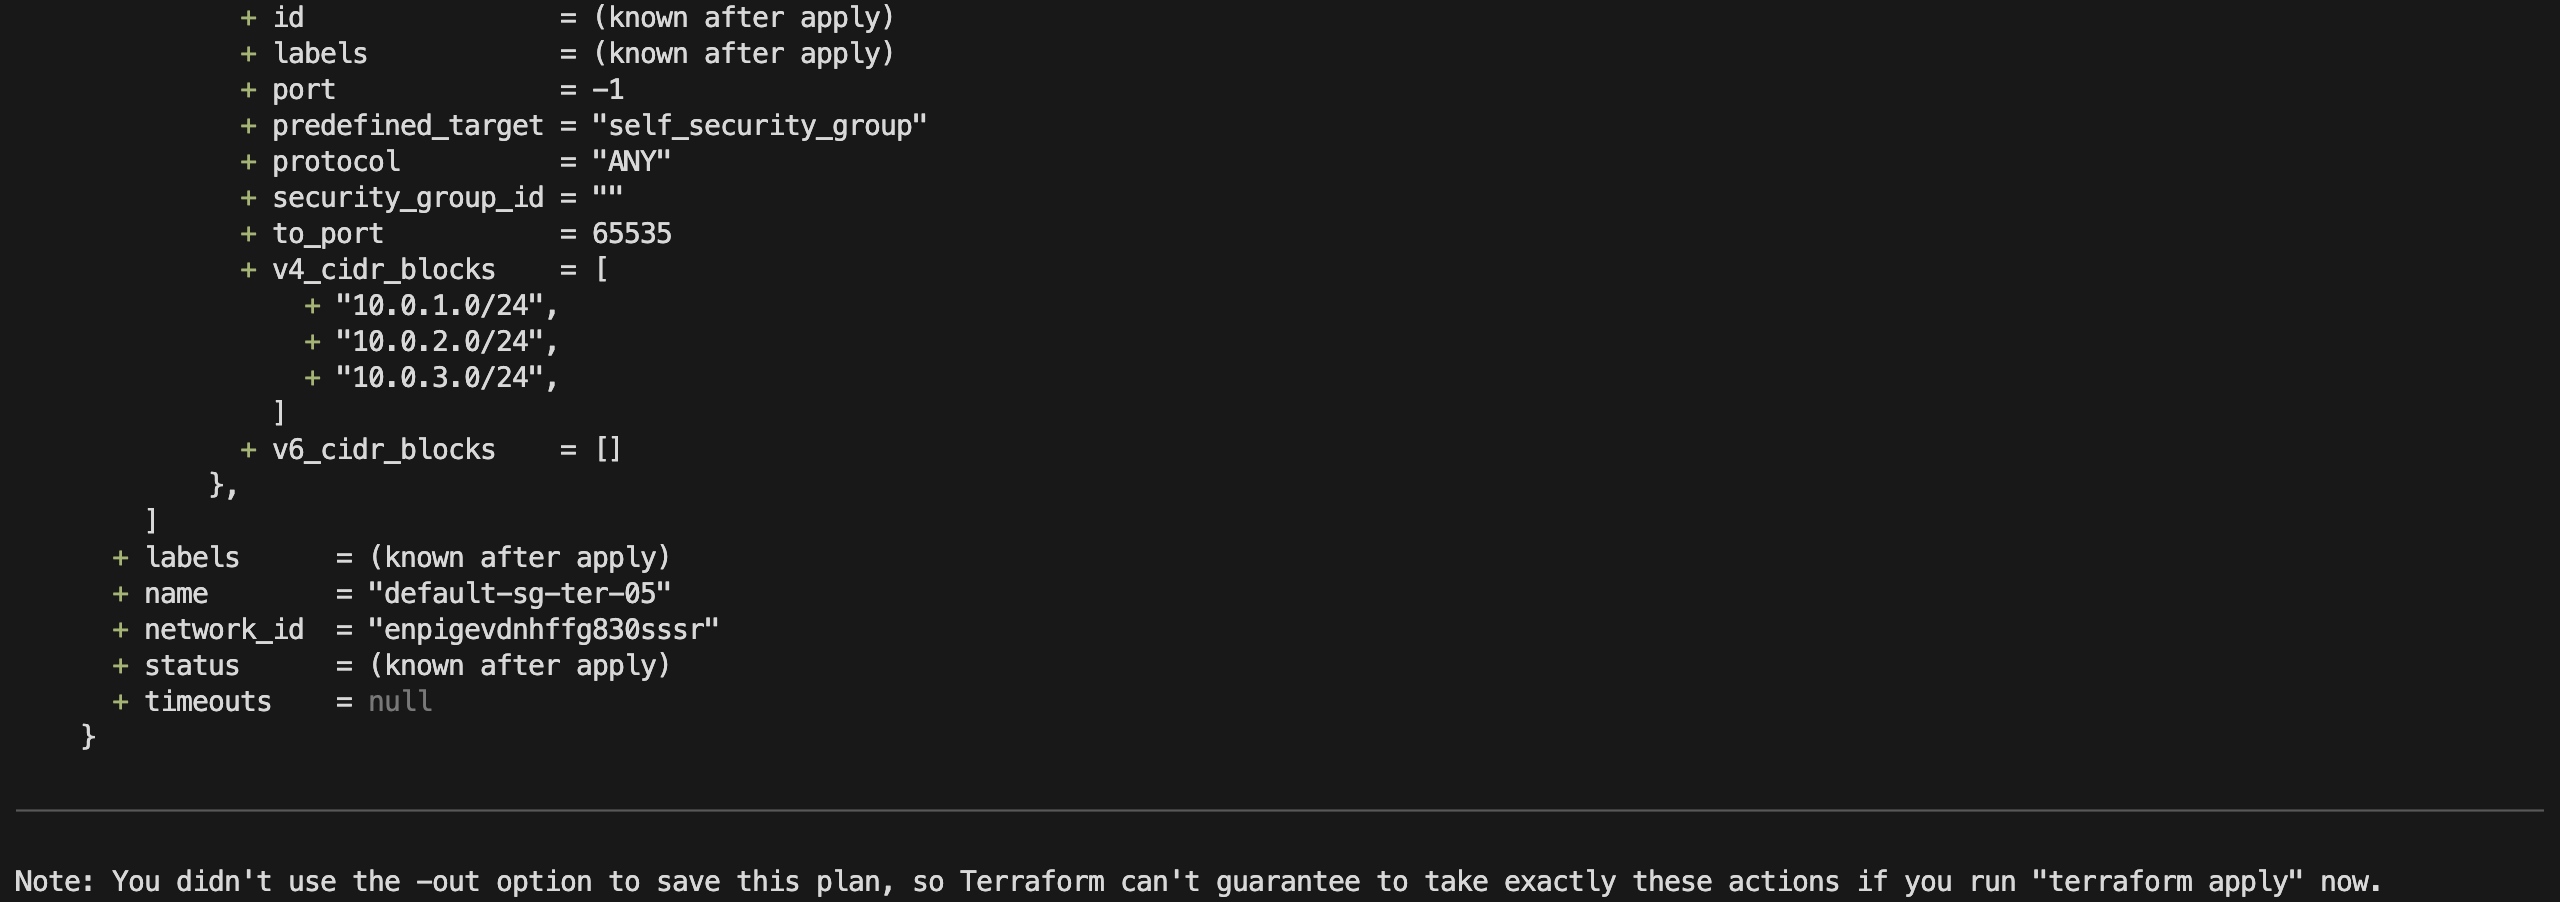 + id                = (known after apply)
+ labels            = (known after apply)
+ port              = -1
+ predefined_target = "self_security_group"
+ protocol          = "ANY"
+ security_group_id = ""
+ to_port           = 65535
+ v4_cidr_blocks    = [
+ "10.0.1.0/24",
+ "10.0.2.0/24",
+ "10.0.3.0/24",
]
+ v6_cidr_blocks    = []
},
]
+ labels      = (known after apply)
+ name        = "default-sg-ter-05"
+ network_id  = "enpigevdnhffg830sssr"
+ status      = (known after apply)
+ timeouts    = null
}
Note: You didn't use the -out option to save this plan, so Terraform can't guarantee to take exactly these actions if you run "terraform apply" now.